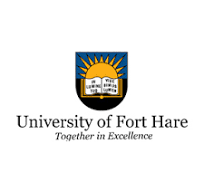 University of Fort Hare
Together in Excellence